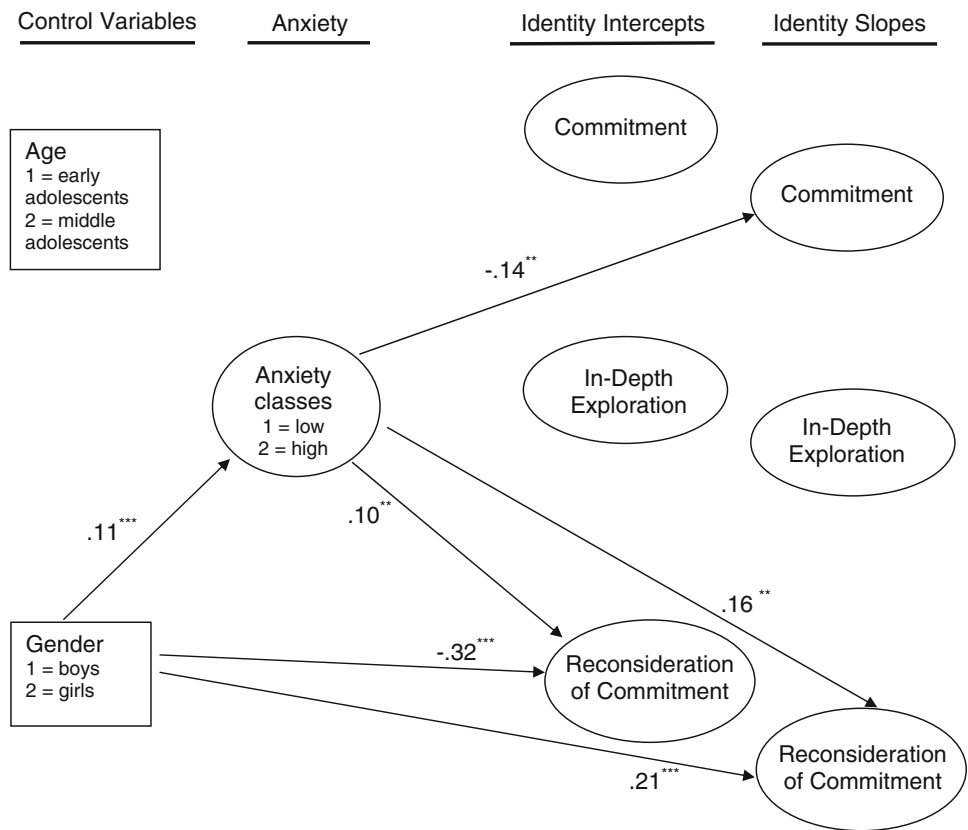 Control Variables
Anxiety
Identity Intercepts
Identity Slopes
Commitment
Age
1 = early
adolescents
2 = middle
adolescents
Commitment
-.14**
Anxiety
classes
1 = low
2 = high
In-Depth
Exploration
In-Depth
Exploration
.11***
.10**
.16 **
Gender
1 = boys
2 = girls
-.32***
Reconsideration
of Commitment
.21***
Reconsideration
of Commitment